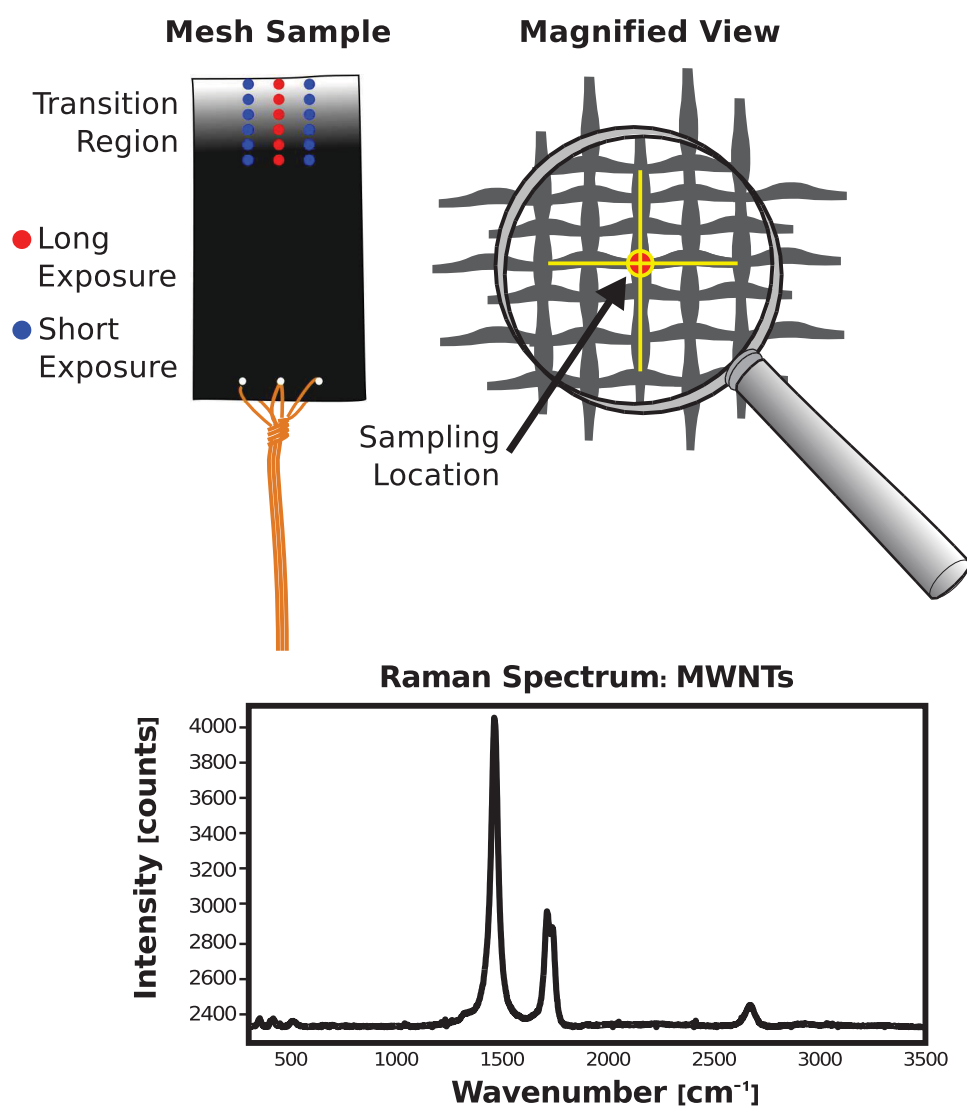 Mesh Sample
Magnified View
Transition
Region
Long
Exposure
Short
Exposure
Sampling
Location
Raman Spectrum: MWNTs
Intensity [counts]
4000
3800
3600
3400
3200
3000
2800
2600
2400
500 1000 1500 2000 2500 3000 3500
Wavenumber [cm⁻¹]